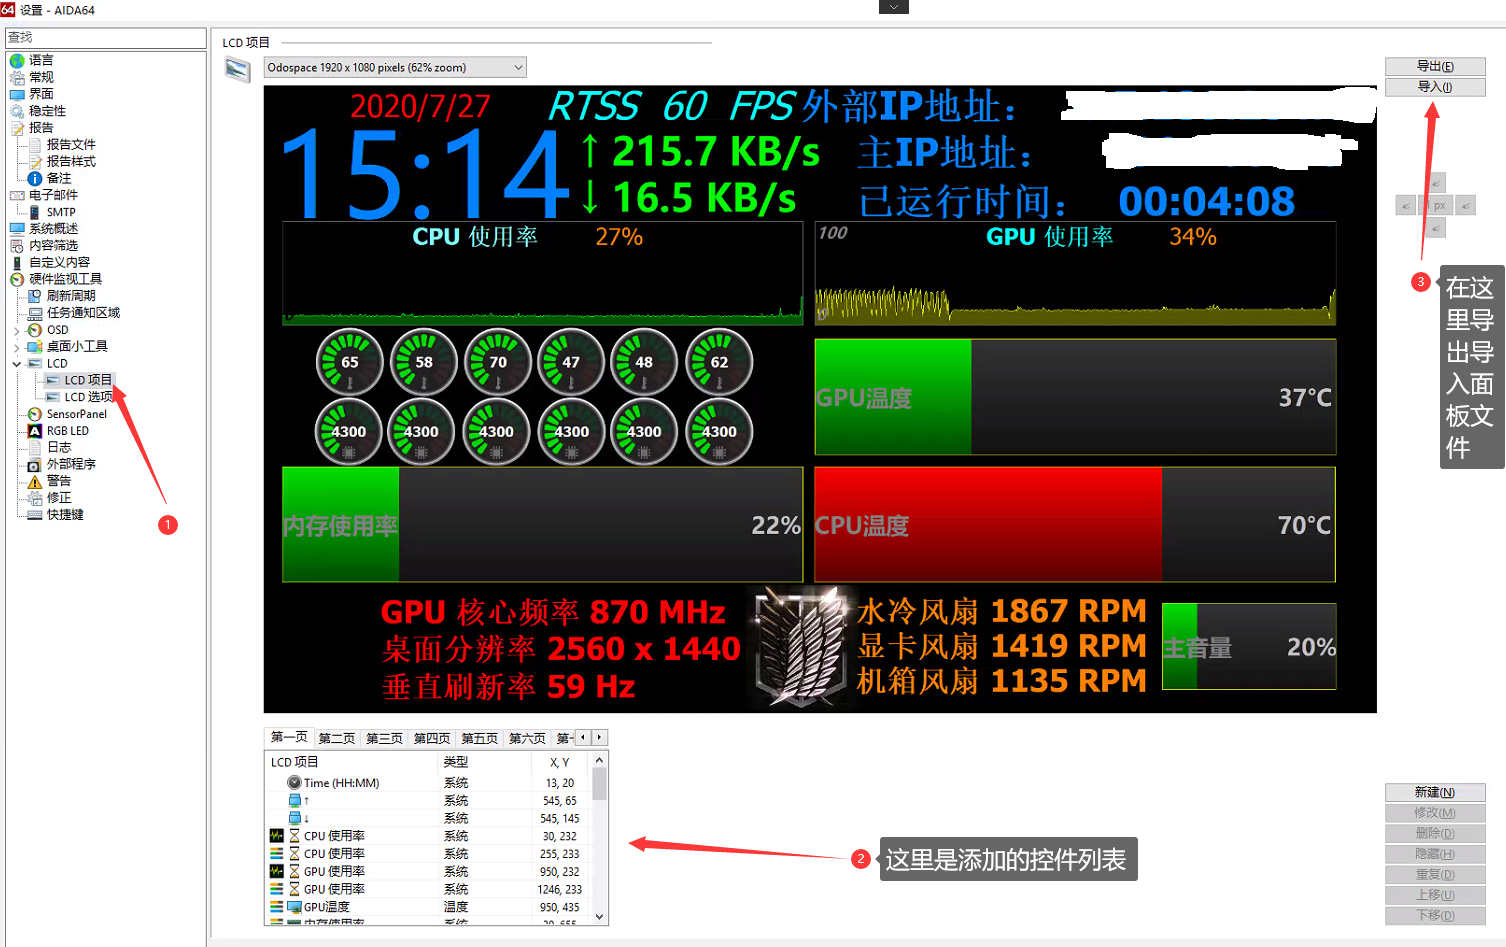 64 设置 - AIDA64
查找
语言
常规
界面
稳定性
报告
报告文件
报告样式
备注
电子邮件
SMTP
系统概述
内容筛选
自定义内容
硬件监视工具
刷新周期
任务通知区域
OSD
桌面小工具
LCD
LCD 项目
LCD 选项
SensorPanel
RGB LED
日志
外部程序
警告
修正
快捷键
1
LCD 项目
Odospace 1920 x 1080 pixels (62% zoom)
2020/7/27 RTSS 60 FPS 外部IP地址：
15:14 ↑ 215.7 KB/s 主IP地址：
↓ 16.5 KB/s 已运行时间： 00:04:08
CPU 使用率 27%
100 GPU 使用率 34%
0
65 58 70 47 48 62
4300 4300 4300 4300 4300 4300
GPU温度 37°C
内存使用率 22%
CPU温度 70°C
GPU 核心频率 870 MHz
桌面分辨率 2560 x 1440
垂直刷新率 59 Hz
水冷风扇 1867 RPM
显卡风扇 1419 RPM
机箱风扇 1135 RPM
主音量 20%
导出(E)
导入(I)
px
3
在这
里导
出导
入面
板文
件
第一页 第二页 第三页 第四页 第五页 第六页 第
LCD 项目 类型 X, Y
Time (HH:MM) 系统 13, 20
↑ 系统 545, 65
↓ 系统 545, 145
CPU 使用率 系统 30, 232
CPU 使用率 系统 255, 233
GPU 使用率 系统 950, 232
GPU 使用率 系统 1246, 233
GPU温度 温度 950, 435
内存使用率 系统 30, 655
2 这里是添加的控件列表
新建(N)
修改(M)
删除(D)
隐藏(H)
重复(D)
上移(U)
下移(D)